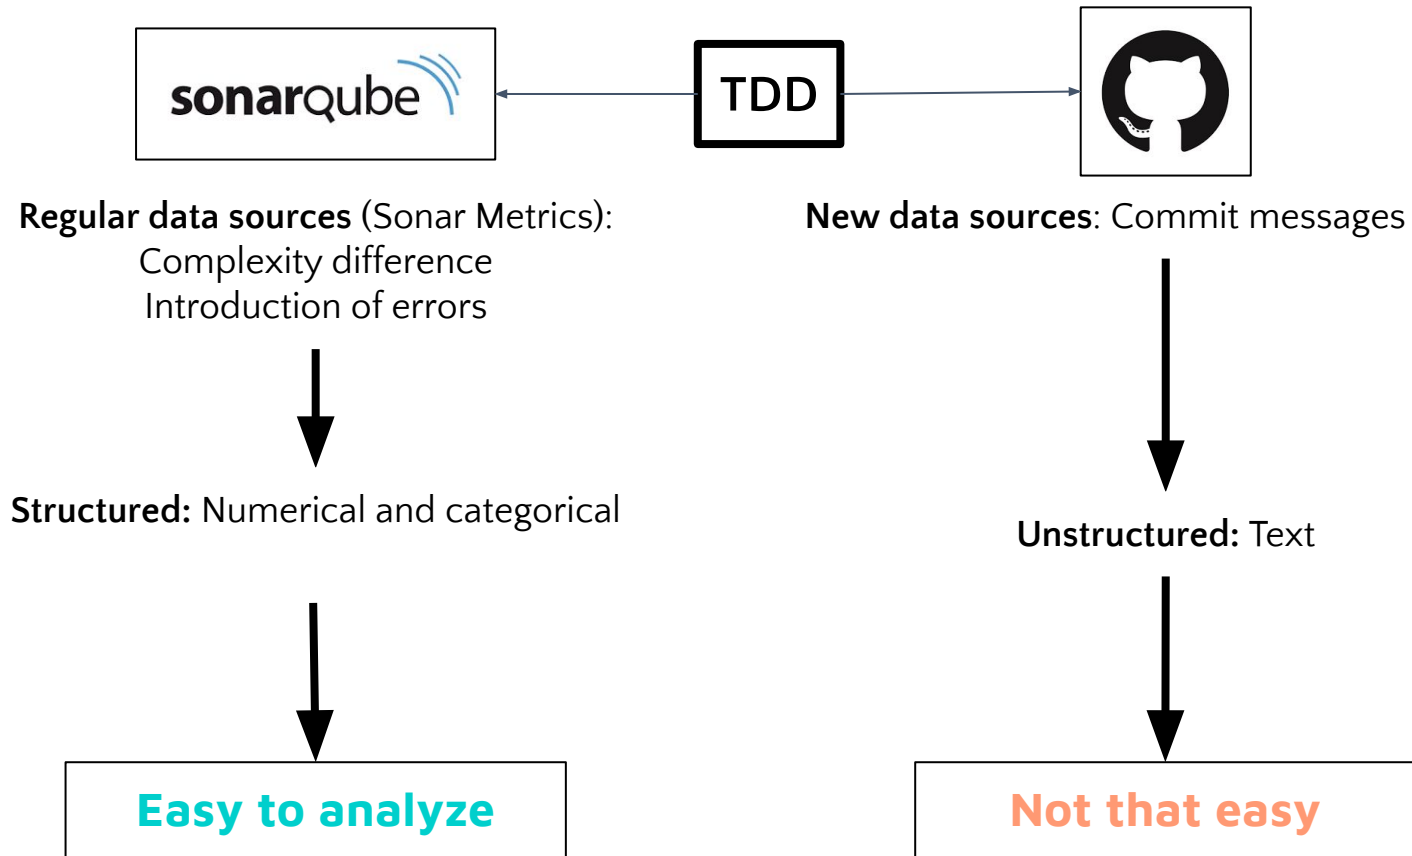 sonarqube
TDD
Regular data sources (Sonar Metrics):
Complexity difference
Introduction of errors
New data sources: Commit messages
Structured: Numerical and categorical
Unstructured: Text
Easy to analyze
Not that easy